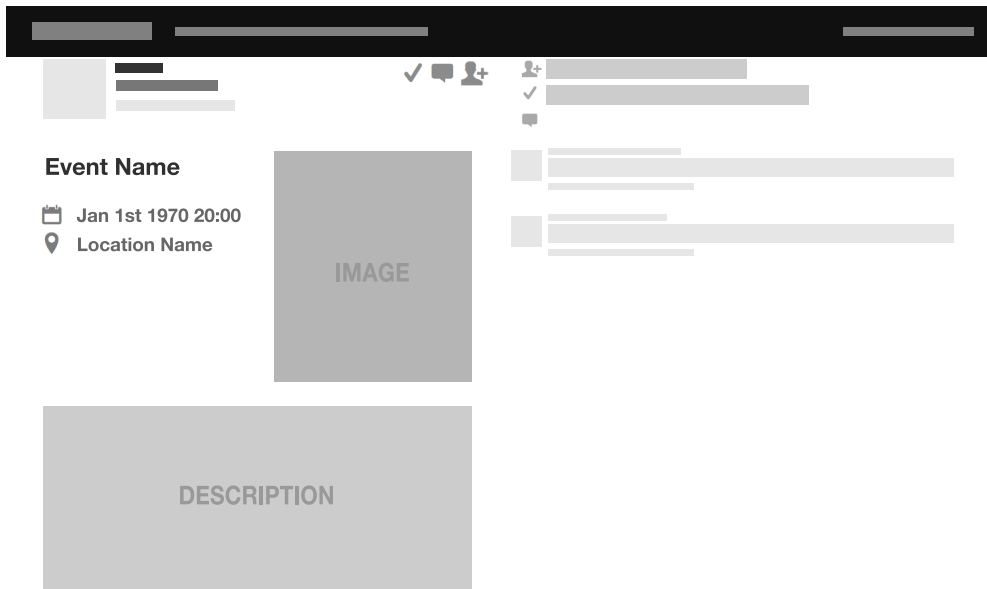 Event Name
Jan 1st 1970 20:00
Location Name
IMAGE
DESCRIPTION